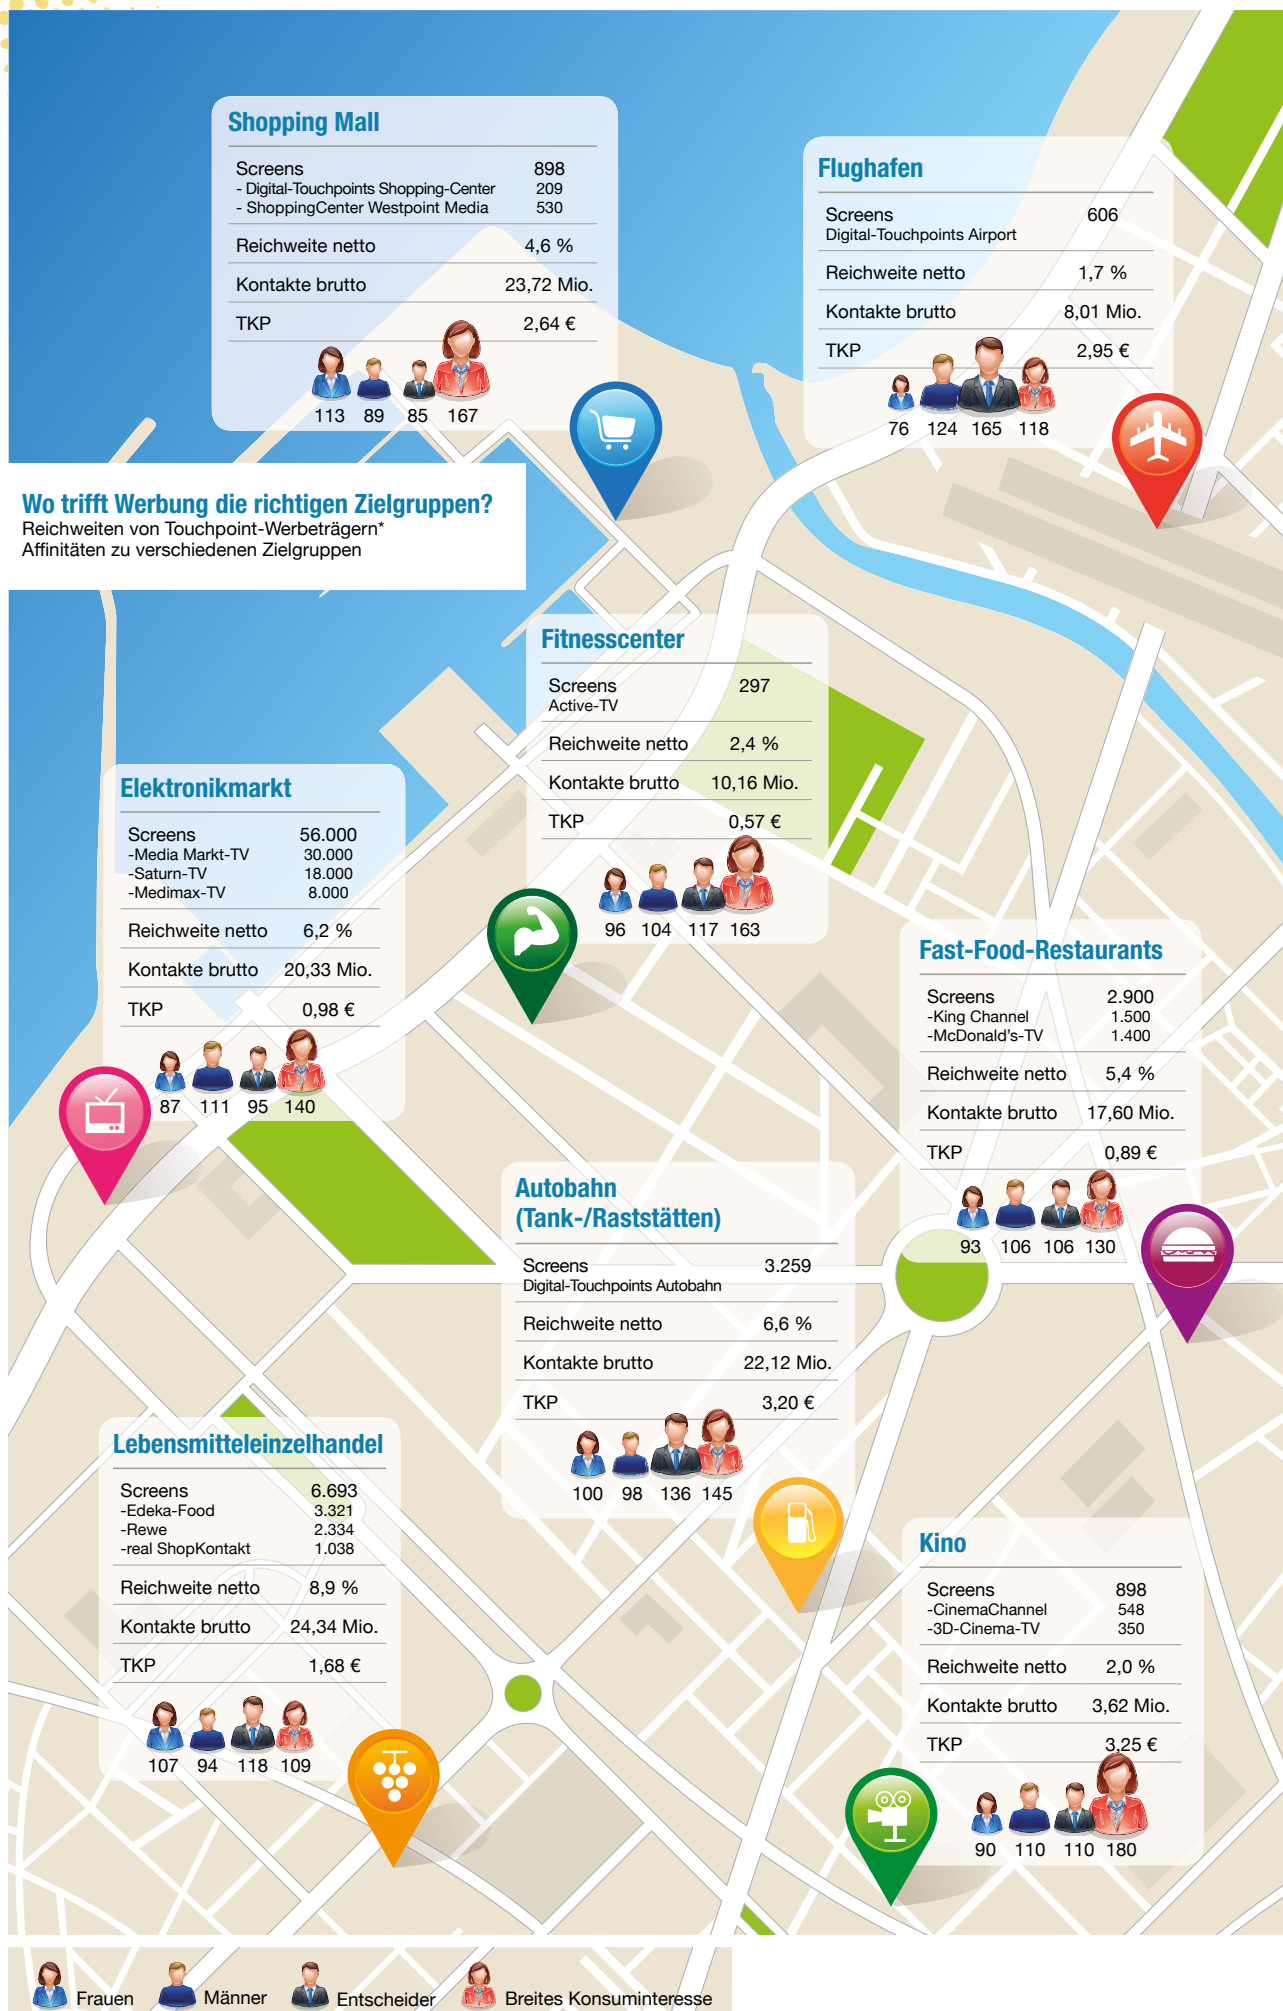 Shopping Mall
Screens 898
- Digital-Touchpoints Shopping-Center 209
- ShoppingCenter Westpoint Media 530
Reichweite netto 4,6 %
Kontakte brutto 23,72 Mio.
TKP 2,64 €
113 89 85 167
Flughafen
Screens 606
Digital-Touchpoints Airport
Reichweite netto 1,7 %
Kontakte brutto 8,01 Mio.
TKP 2,95 €
76 124 165 118
Wo trifft Werbung die richtigen Zielgruppen?
Reichweiten von Touchpoint-Werbeträgern*
Affinitäten zu verschiedenen Zielgruppen
Fitnesscenter
Screens 297
Active-TV
Reichweite netto 2,4 %
Kontakte brutto 10,16 Mio.
TKP 0,57 €
96 104 117 163
Elektronikmarkt
Screens 56.000
-Media Markt-TV 30.000
-Saturn-TV 18.000
-Medimax-TV 8.000
Reichweite netto 6,2 %
Kontakte brutto 20,33 Mio.
TKP 0,98 €
87 111 95 140
Fast-Food-Restaurants
Screens 2.900
-King Channel 1.500
-McDonald's-TV 1.400
Reichweite netto 5,4 %
Kontakte brutto 17,60 Mio.
TKP 0,89 €
93 106 106 130
Autobahn
(Tank-/Raststätten)
Screens 3.259
Digital-Touchpoints Autobahn
Reichweite netto 6,6 %
Kontakte brutto 22,12 Mio.
TKP 3,20 €
100 98 136 145
Lebensmitteleinzelhandel
Screens 6.693
-Edeka-Food 3.321
-Rewe 2.334
-real ShopKontakt 1.038
Reichweite netto 8,9 %
Kontakte brutto 24,34 Mio.
TKP 1,68 €
107 94 118 109
Kino
Screens 898
-CinemaChannel 548
-3D-Cinema-TV 350
Reichweite netto 2,0 %
Kontakte brutto 3,62 Mio.
TKP 3,25 €
90 110 110 180
Frauen Männer Entscheider Breites Konsuminteresse